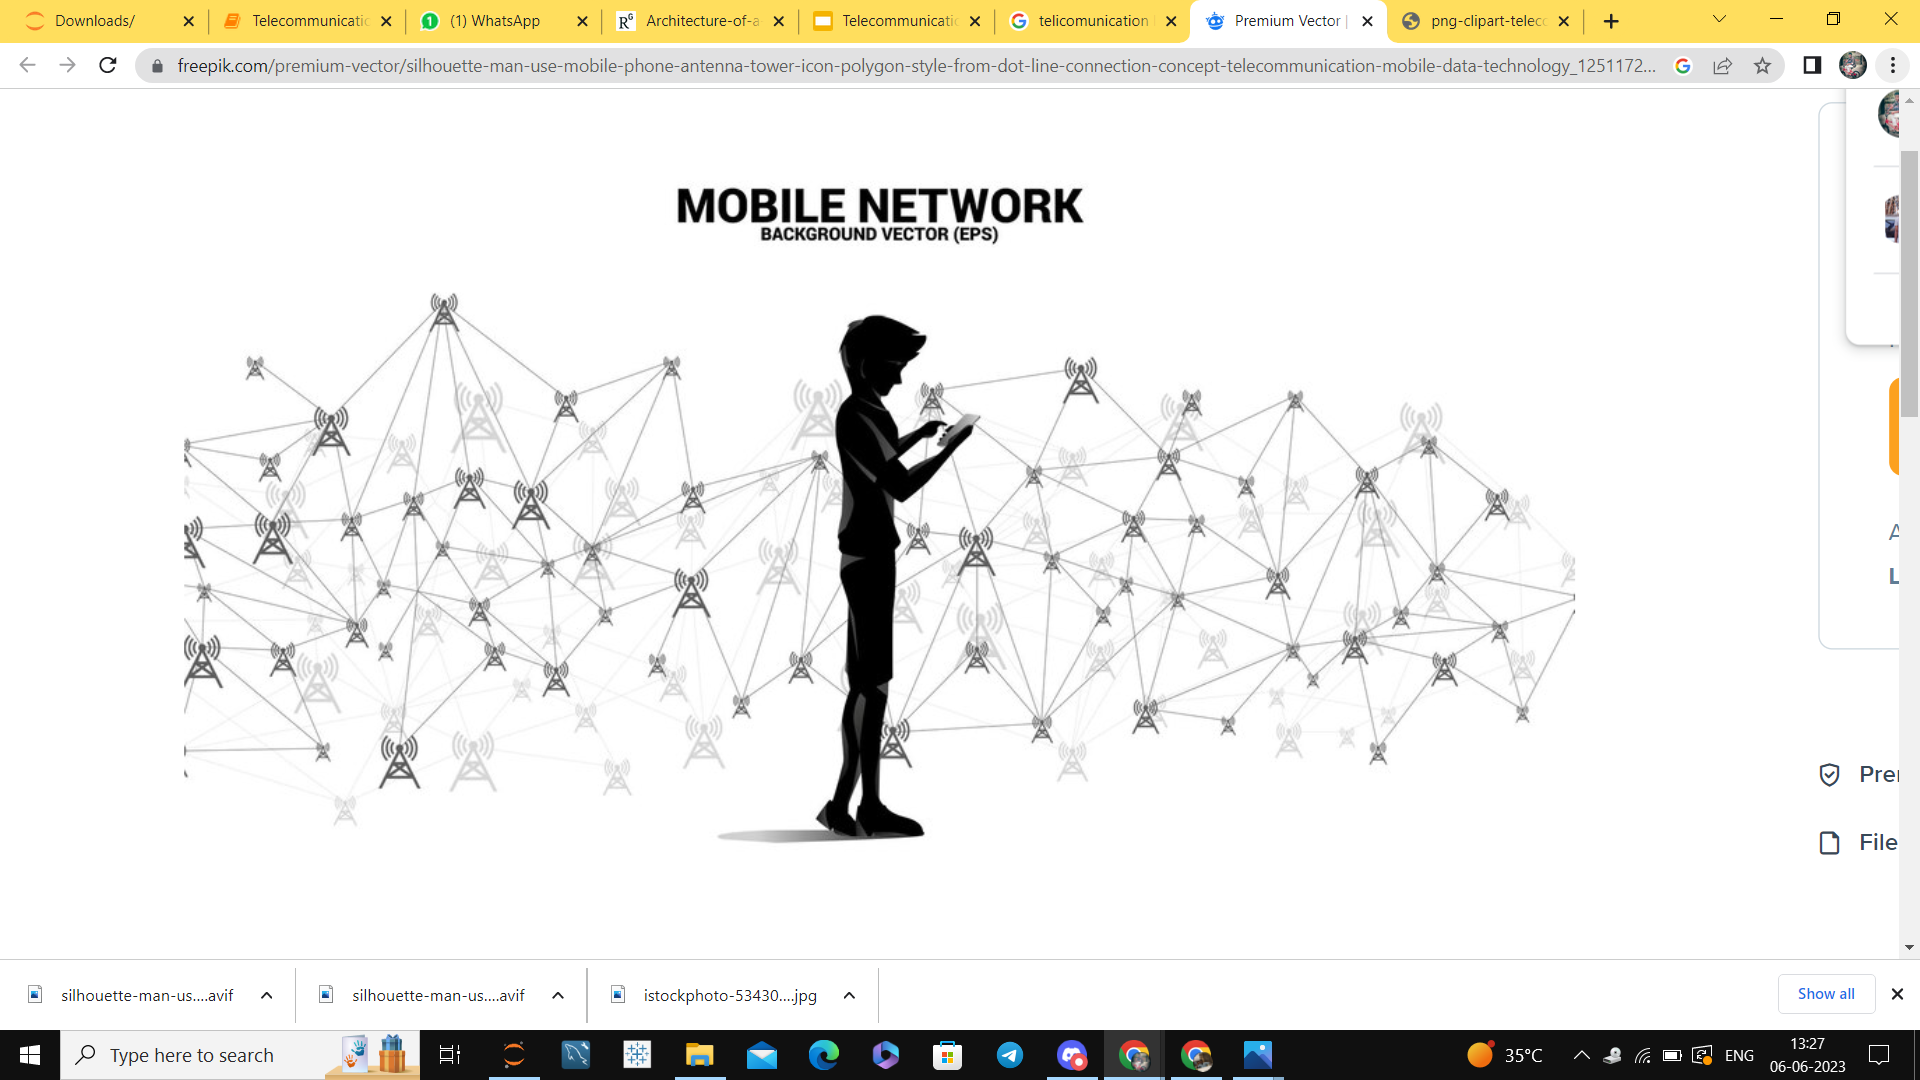 Downloads/
Telecommunicatio
(1) WhatsApp
Architecture-of-a
Telecommunicatio
telicomunication
Premium Vector |
png-clipart-teleco
freepik.com/premium-vector/silhouette-man-use-mobile-phone-antenna-tower-icon-polygon-style-from-dot-line-connection-concept-telecommunication-mobile-data-technology_1251172...
MOBILE NETWORK
BACKGROUND VECTOR (EPS)
A
L
Pre
File
silhouette-man-us....avif
silhouette-man-us....avif
istockphoto-53430....jpg
Show all
Type here to search
35°C
ENG
13:27
06-06-2023